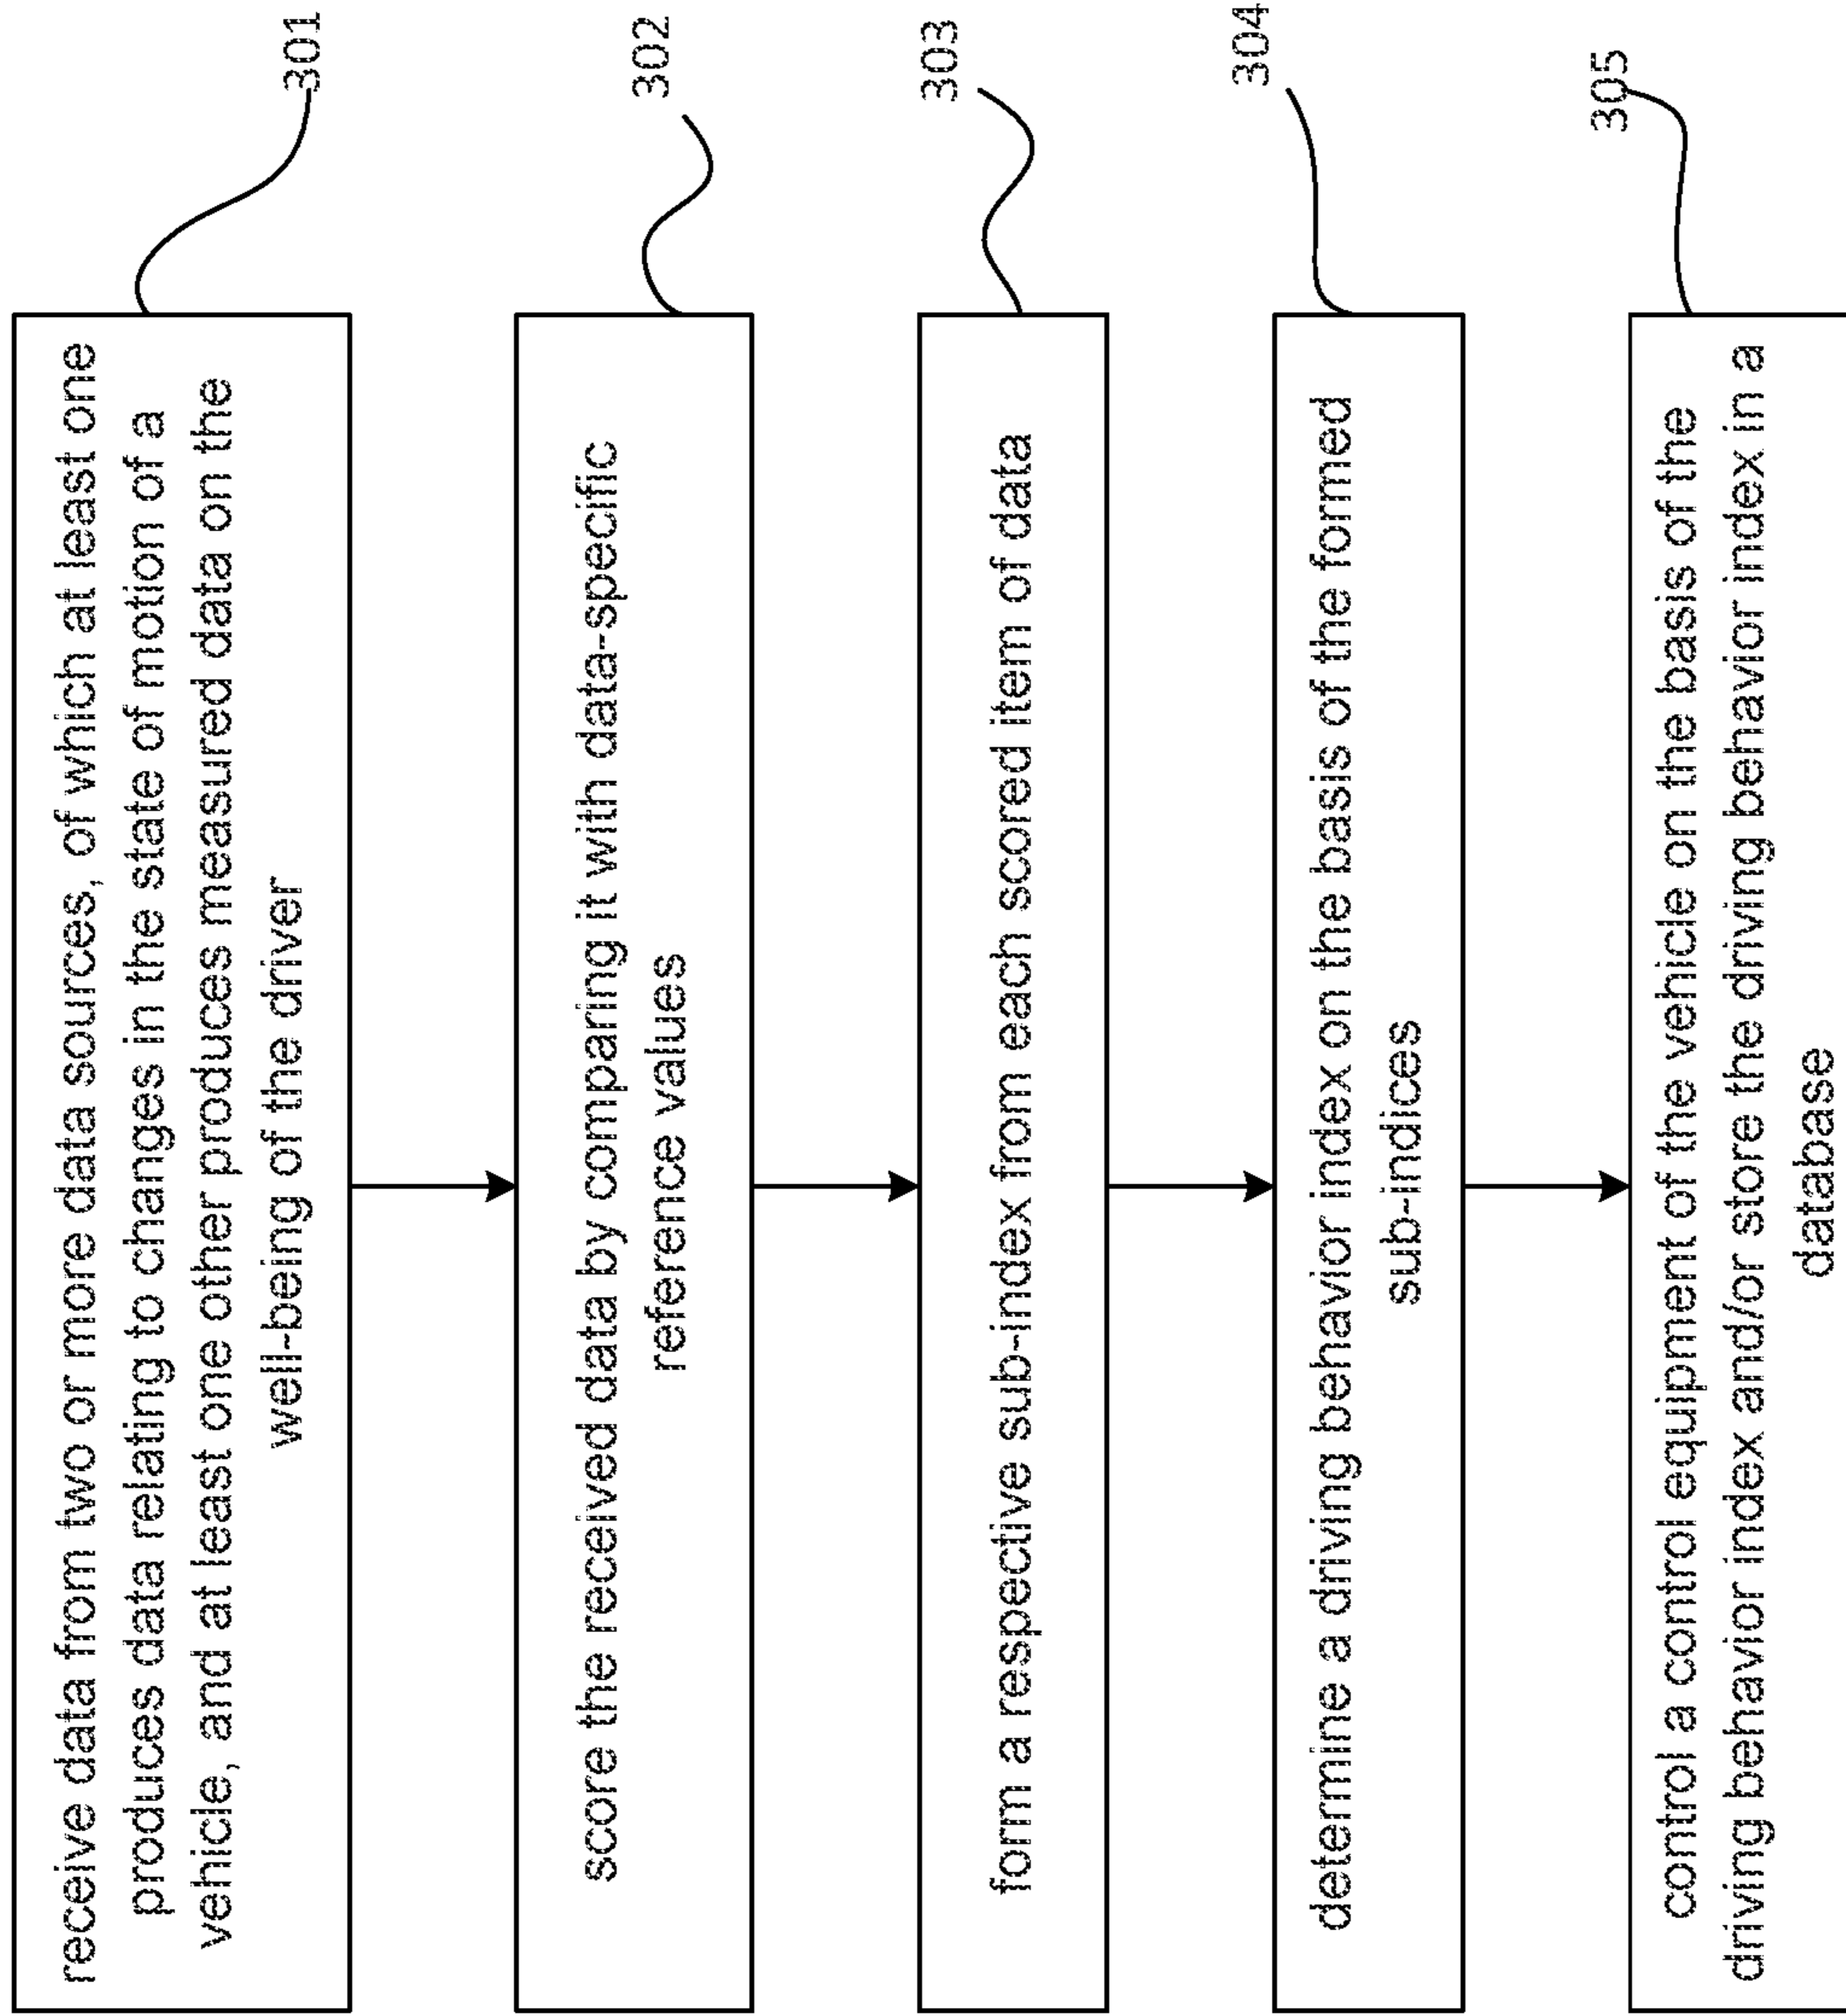 receive data from two or more data sources, of which at least one
produces data relating to changes in the state of motion of a
vehicle, and at least one other produces measured data on the
well-being of the driver
301
score the received data by comparing it with data-specific
reference values
302
form a respective sub-index from each scored item of data
303
determine a driving behavior index on the basis of the formed
sub-indices
304
control a control equipment of the vehicle on the basis of the
driving behavior index and/or store the driving behavior index in a
database
305